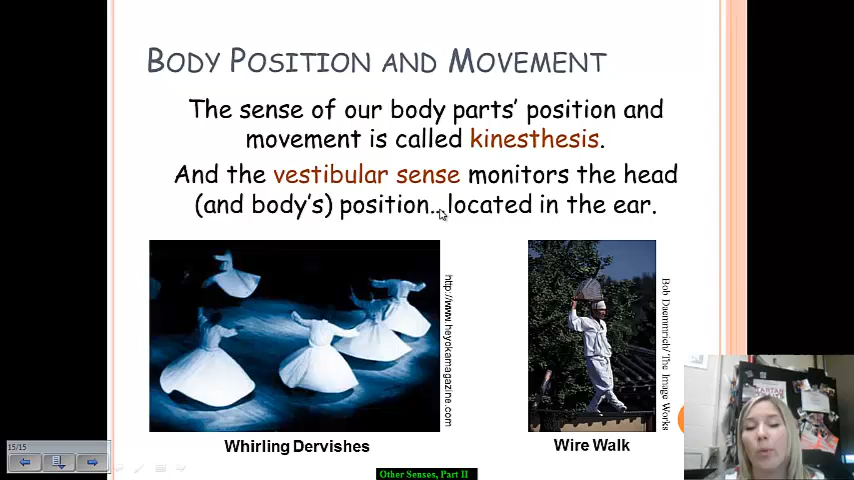 BODY POSITION AND MOVEMENT
The sense of our body parts' position and
movement is called kinesthesis.
And the vestibular sense monitors the head
(and body's) position…located in the ear.
http://www.heyokamagazine.com
Bob Daemmrich/ The Image Works
Whirling Dervishes
Wire Walk
15/15
Other Senses, Part II